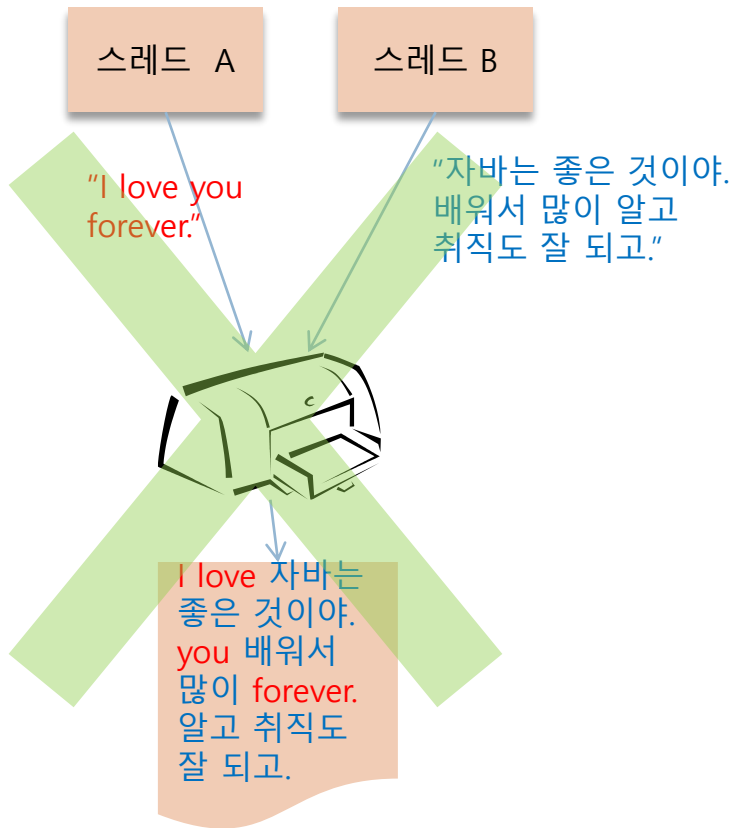 스레드 A
스레드 B
“I love you
forever.”
“자바는 좋은 것이야.
배워서 많이 알고
취직도 잘 되고.”
I love 자바는
좋은 것이야.
you 배워서
많이 forever.
알고 취직도
잘 되고.